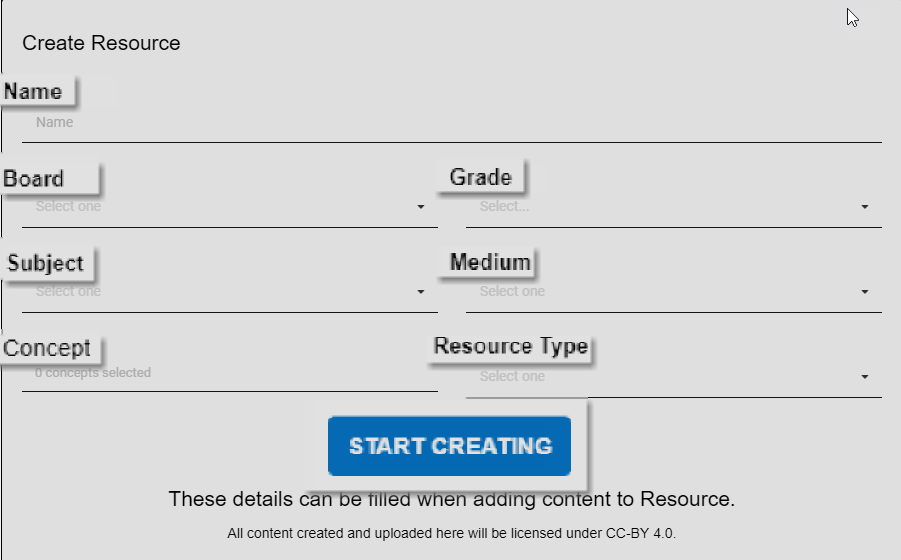 Create Resource
Name
Name
Board
Grade
Select one
Select...
Subject
Medium
Select one
Select one
Concept
Resource Type
0 concepts selected
Select one
START CREATING
These details can be filled when adding content to Resource.
All content created and uploaded here will be licensed under CC-BY 4.0.